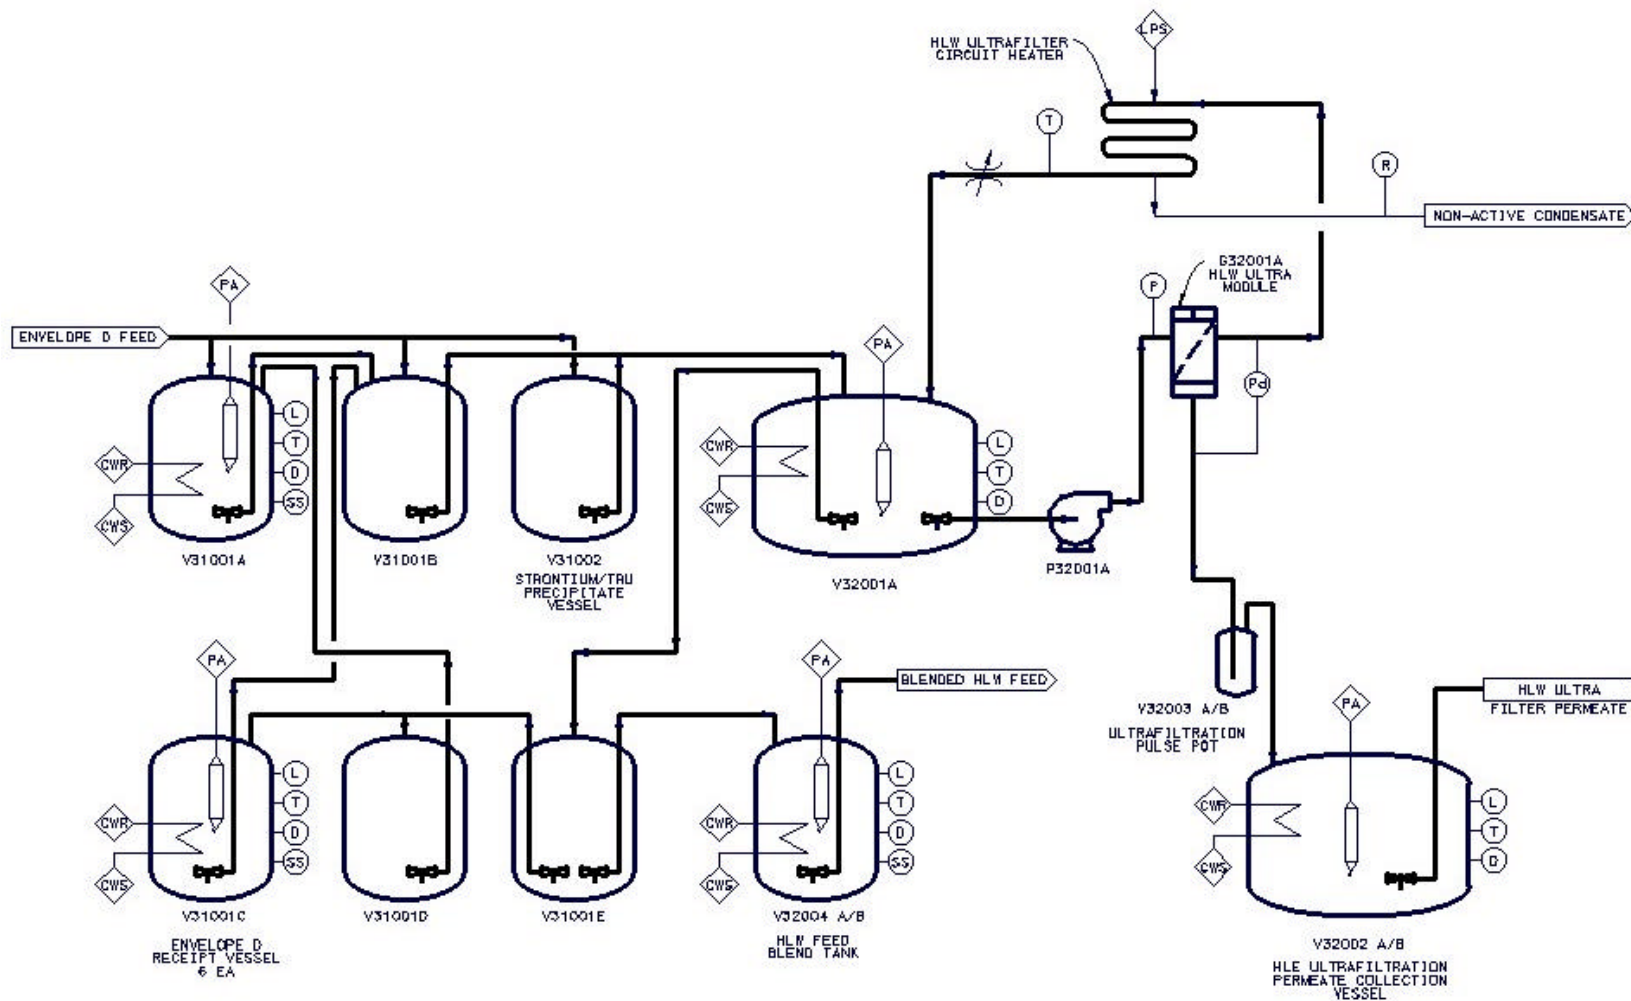 LPS
HLW ULTRAFILTER
CIRCUIT HEATER
T
R
NON-ACTIVE CONDENSATE
G32001A
HLW ULTRA
MODULE
P
PA
ENVELOPE D FEED
PA
Pd
L
T
D
SS
CWR
CWS
CWR
CWS
L
T
D
V31001A
V31001B
V31002
STRONTIUM/TRU
PRECIPITATE
VESSEL
V32001A
P32001A
PA
PA
BLENDED HLW FEED
V32003 A/B
ULTRAFILTRATION
PULSE POT
PA
HLW ULTRA
FILTER PERMEATE
L
T
D
SS
CWR
CWS
CWR
CWS
L
T
D
SS
CWR
CWS
L
T
D
V31001C
V31001D
V31001E
V32004 A/B
ENVELOPE D
RECEIPT VESSEL
6 EA
HLW FEED
BLEND TANK
V32002 A/B
HLE ULTRAFILTRATION
PERMEATE COLLECTION
VESSEL